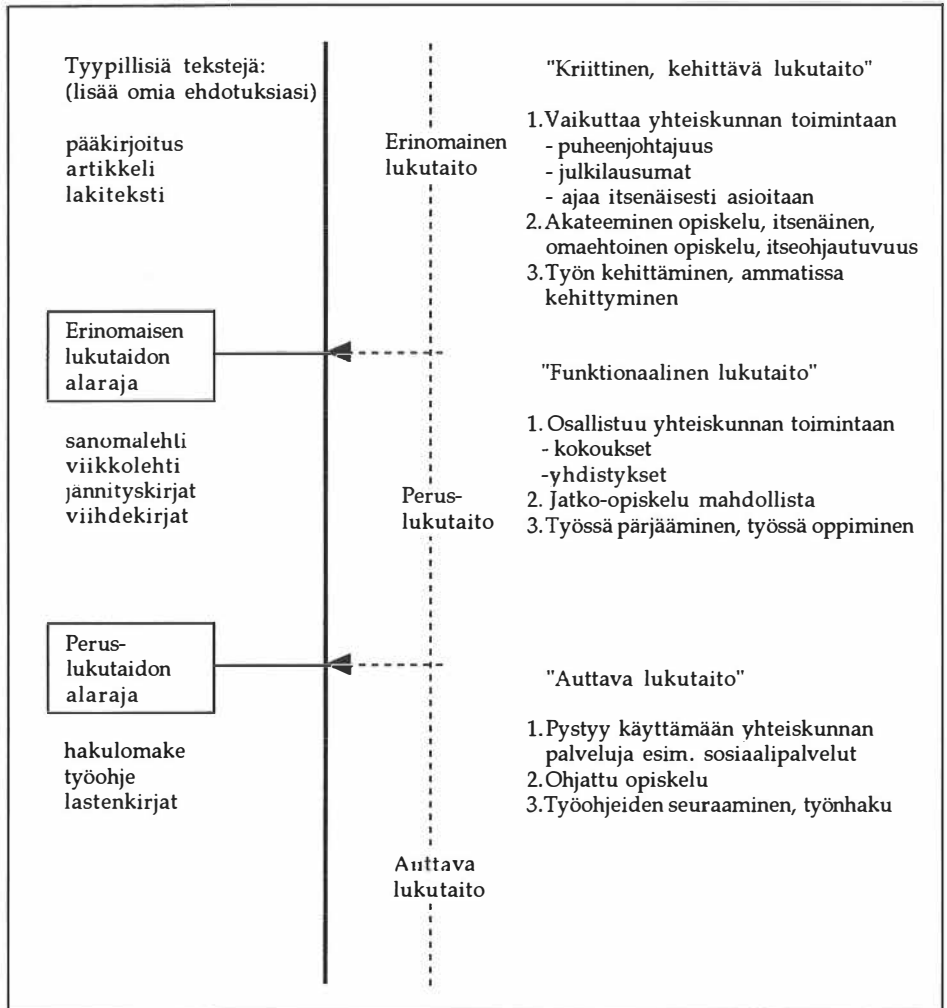 Tyypillisiä tekstejä:
(lisää omia ehdotuksiasi)
pääkirjoitus
artikkeli
lakiteksti
Erinomaisen
lukutaidon
alaraja
sanomalehti
viikkolehti
jännityskirjat
viihdekirjat
Perus-
lukutaidon
alaraja
hakulomake
työohje
lastenkirjat
Erinomainen
lukutaito
Perus-
lukutaito
Auttava
lukutaito
"Kriittinen, kehittävä lukutaito"
1.Vaikuttaa yhteiskunnan toimintaan
- puheenjohtajuus
- julkilausumat
- ajaa itsenäisesti asioitaan
2.Akateeminen opiskelu, itsenäinen,
omaehtoinen opiskelu, itseohjautuvuus
3.Työn kehittäminen, ammatissa
kehittyminen
"Funktionaalinen lukutaito"
1. Osallistuu yhteiskunnan toimintaan
- kokoukset
-yhdistykset
2. Jatko-opiskelu mahdollista
3.Työssä pärjääminen, työssä oppiminen
"Auttava lukutaito"
1.Pystyy käyttämään yhteiskunnan
palveluja esim. sosiaalipalvelut
2.Ohjattu opiskelu
3.Työohjeiden seuraaminen, työnhaku